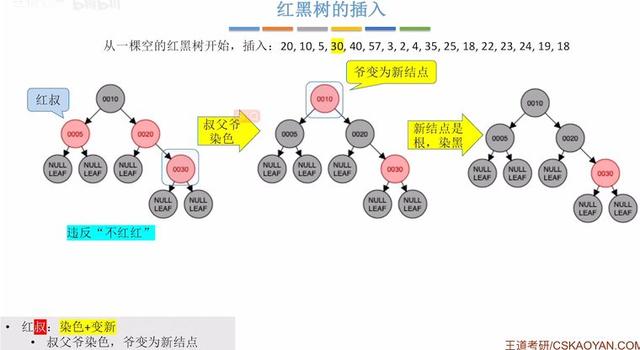 红黑树的插入
从一棵空的红黑树开始，插入：20, 10, 5, 30, 40, 57, 3, 2, 4, 35, 25, 18, 22, 23, 24, 19, 18
爷变为新结点
红叔
0010
0005
0020
NULL LEAF
NULL LEAF
NULL LEAF
0030
NULL LEAF
NULL LEAF
违反“不红红”
叔父爷
染色
0010
0005
0020
NULL LEAF
NULL LEAF
NULL LEAF
0030
NULL LEAF
NULL LEAF
新结点是
根，染黑
0010
0005
0020
NULL LEAF
NULL LEAF
NULL LEAF
0030
NULL LEAF
NULL LEAF
• 红叔：染色+变新
• 叔父爷染色，爷变为新结点
王道考研/CSKAOYAN.COM